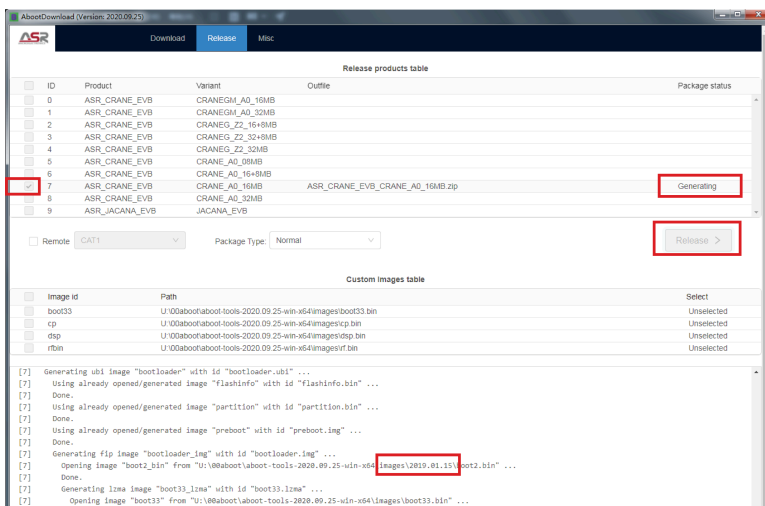 AbootDownload (Version: 2020.09.25)
ASR Download Release Misc
Release products table
ID Product Variant Outfile Package status
0 ASR_CRANE_EVB CRANEGM_A0_16MB
1 ASR_CRANE_EVB CRANEGM_A0_32MB
2 ASR_CRANE_EVB CRANEG_Z2_16+8MB
3 ASR_CRANE_EVB CRANEG_Z2_32+8MB
4 ASR_CRANE_EVB CRANEG_Z2_32MB
5 ASR_CRANE_EVB CRANE_A0_08MB
6 ASR_CRANE_EVB CRANE_A0_16+8MB
7 ASR_CRANE_EVB CRANE_A0_16MB ASR_CRANE_EVB_CRANE_A0_16MB.zip Generating
8 ASR_CRANE_EVB CRANE_A0_32MB
9 ASR_JACANA_EVB JACANA_EVB
Remote CAT1 Package Type: Normal Release >
Custom images table
Image id Path Select
boot33 U:\00aboot\aboot-tools-2020.09.25-win-x64\images\boot33.bin Unselected
cp U:\00aboot\aboot-tools-2020.09.25-win-x64\images\cp.bin Unselected
dsp U:\00aboot\aboot-tools-2020.09.25-win-x64\images\dsp.bin Unselected
rfbin U:\00aboot\aboot-tools-2020.09.25-win-x64\images\rf.bin Unselected
[7] Generating ubi image "bootloader" with id "bootloader.ubi" ...
[7] Using already opened/generated image "flashinfo" with id "flashinfo.bin" ...
[7] Done.
[7] Using already opened/generated image "partition" with id "partition.bin" ...
[7] Done.
[7] Using already opened/generated image "preboot" with id "preboot.img" ...
[7] Done.
[7] Generating fip image "bootloader_img" with id "bootloader.img" ...
[7] Opening image "boot2_bin" from "U:\00aboot\aboot-tools-2020.09.25-win-x64\images\2019.01.15\boot2.bin" ...
[7] Done.
[7] Generating lzma image "boot33_lzma" with id "boot33.lzma" ...
[7] Opening image "boot33" from "U:\00aboot\aboot-tools-2020.09.25-win-x64\images\boot33.bin" ...